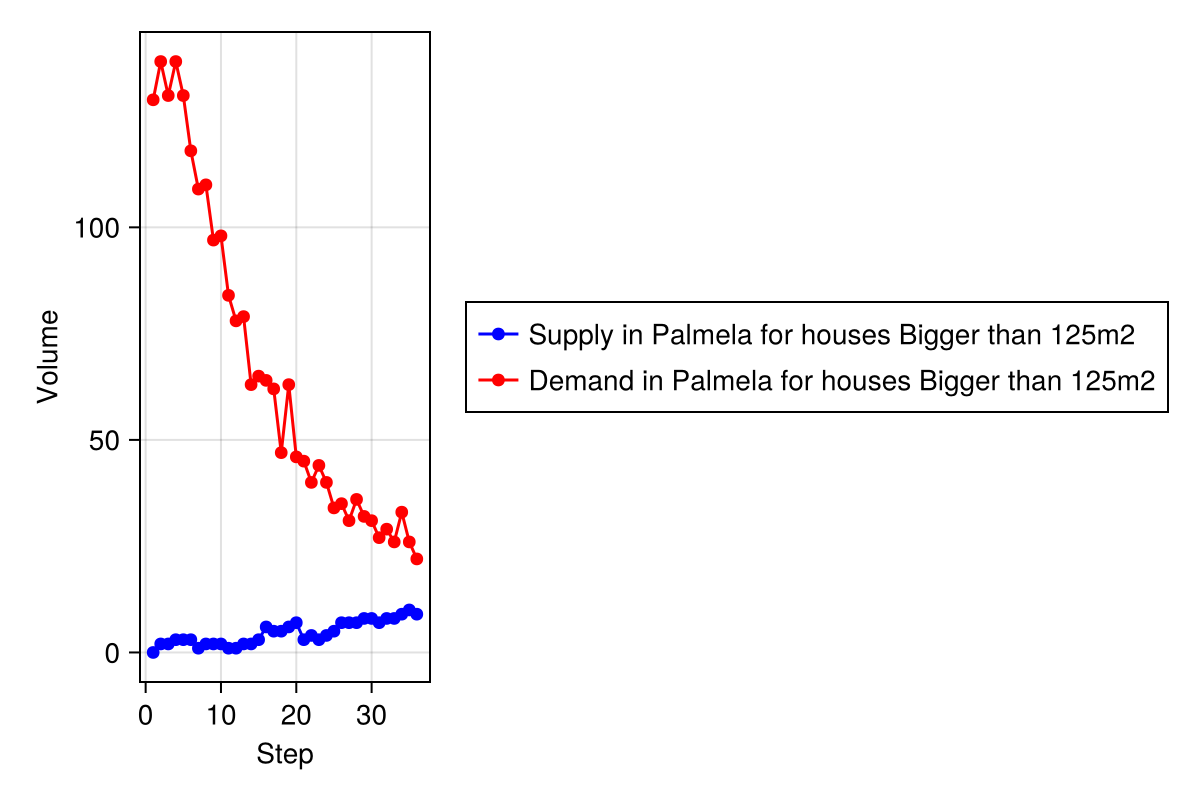 100
50
0
Volume
0 10 20 30
Step
Supply in Palmela for houses Bigger than 125m2
Demand in Palmela for houses Bigger than 125m2